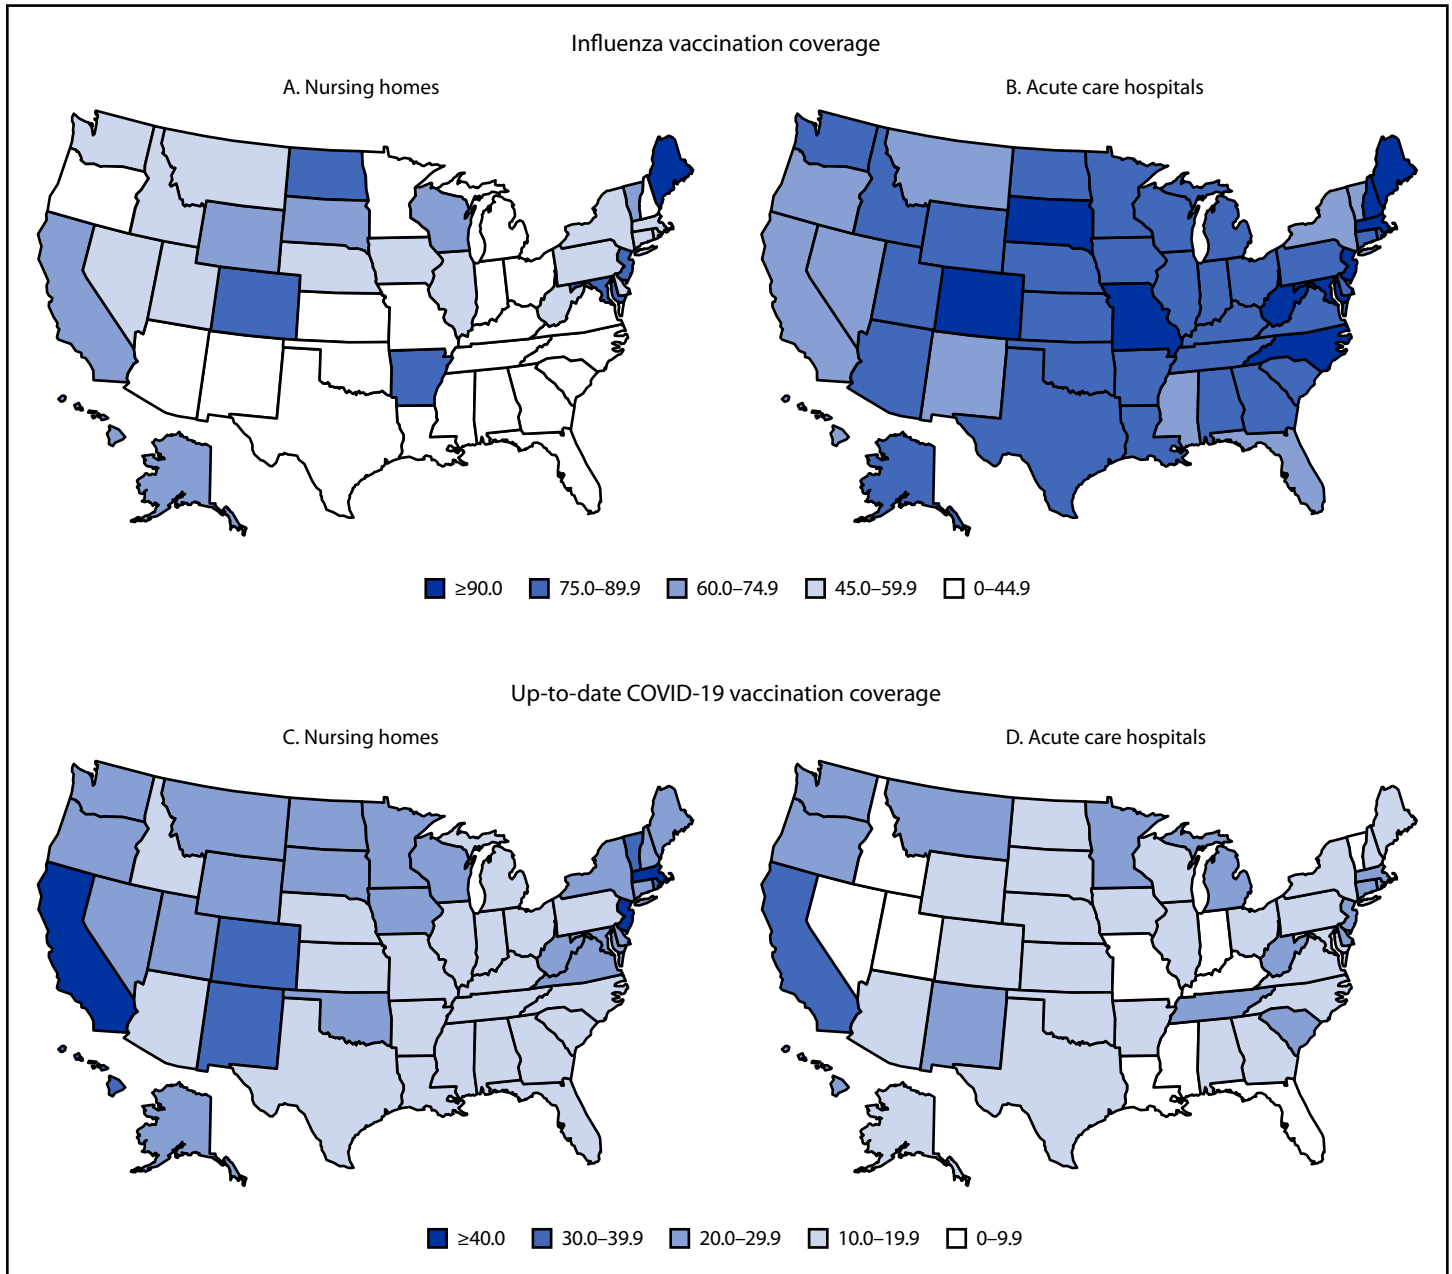 Influenza vaccination coverage
A. Nursing homes
B. Acute care hospitals
≥90.0 75.0–89.9 60.0–74.9 45.0–59.9 0–44.9
Up-to-date COVID-19 vaccination coverage
C. Nursing homes
D. Acute care hospitals
≥40.0 30.0–39.9 20.0–29.9 10.0–19.9 0–9.9